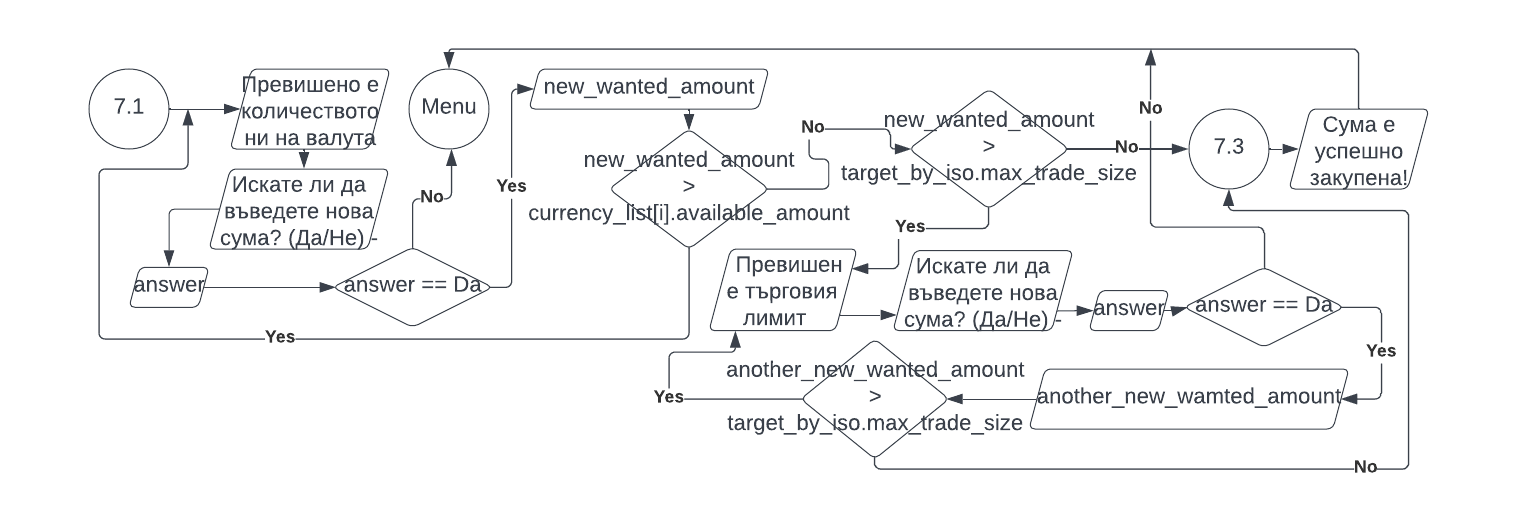 7.1
Превишено е
количеството
ни на валута
Menu
new_wanted_amount
Искате ли да
въведете нова
сума? (Да/Не) -
No
Yes
answer
answer == Da
new_wanted_amount
>
currency_list[i].available_amount
Yes
No
new_wanted_amount
>
target_by_iso.max_trade_size
No
No
7.3
Сума е
успешно
закупена!
Yes
Превишен
е търговия
лимит
Искате ли да
въведете нова
сума? (Да/Не) -
answer
answer == Da
Yes
another_new_wamted_amount
another_new_wanted_amount
>
target_by_iso.max_trade_size
Yes
No